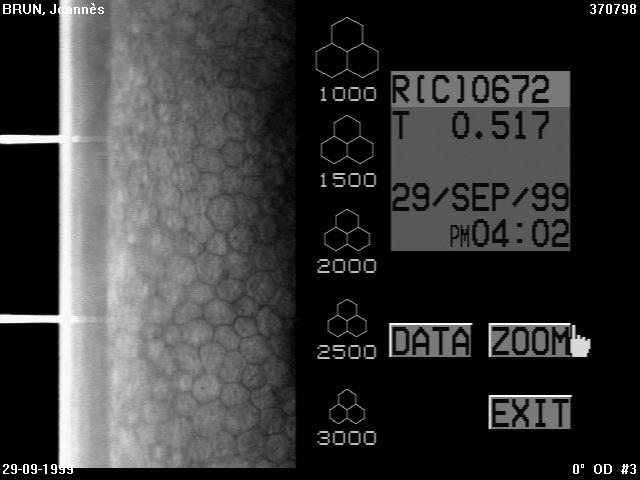 BRUN, Joannès
370798
1000
1500
2000
2500
3000
R[C]0672
T 0.517
29/SEP/99
PM04:02
DATA ZOOM
EXIT
29-09-1999
0° OD #3